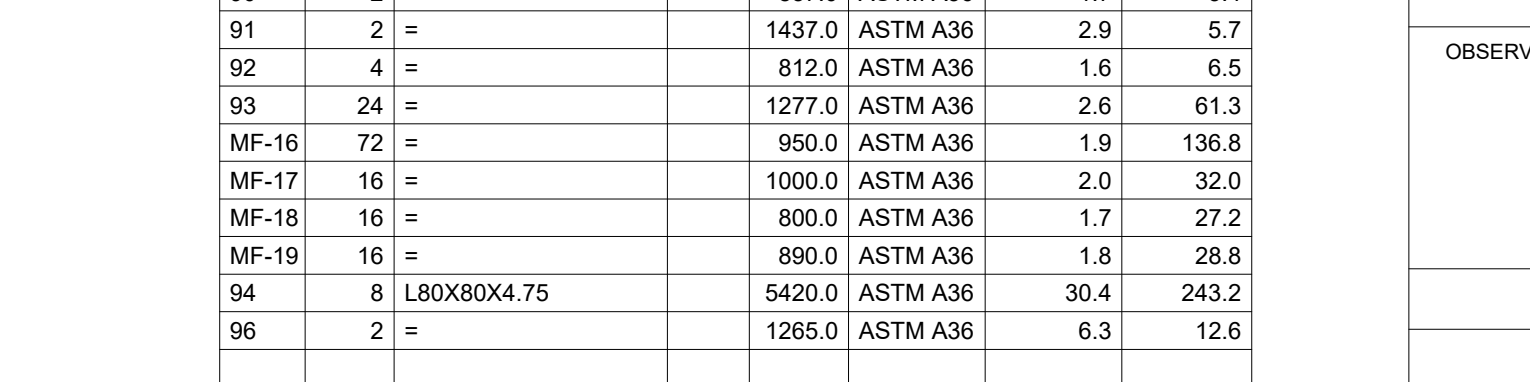 91 2 = 1437.0 ASTM A36 2.9 5.7
OBSERV
92 4 = 812.0 ASTM A36 1.6 6.5
93 24 = 1277.0 ASTM A36 2.6 61.3
MF-16 72 = 950.0 ASTM A36 1.9 136.8
MF-17 16 = 1000.0 ASTM A36 2.0 32.0
MF-18 16 = 800.0 ASTM A36 1.7 27.2
MF-19 16 = 890.0 ASTM A36 1.8 28.8
94 8 L80X80X4.75 5420.0 ASTM A36 30.4 243.2
96 2 = 1265.0 ASTM A36 6.3 12.6